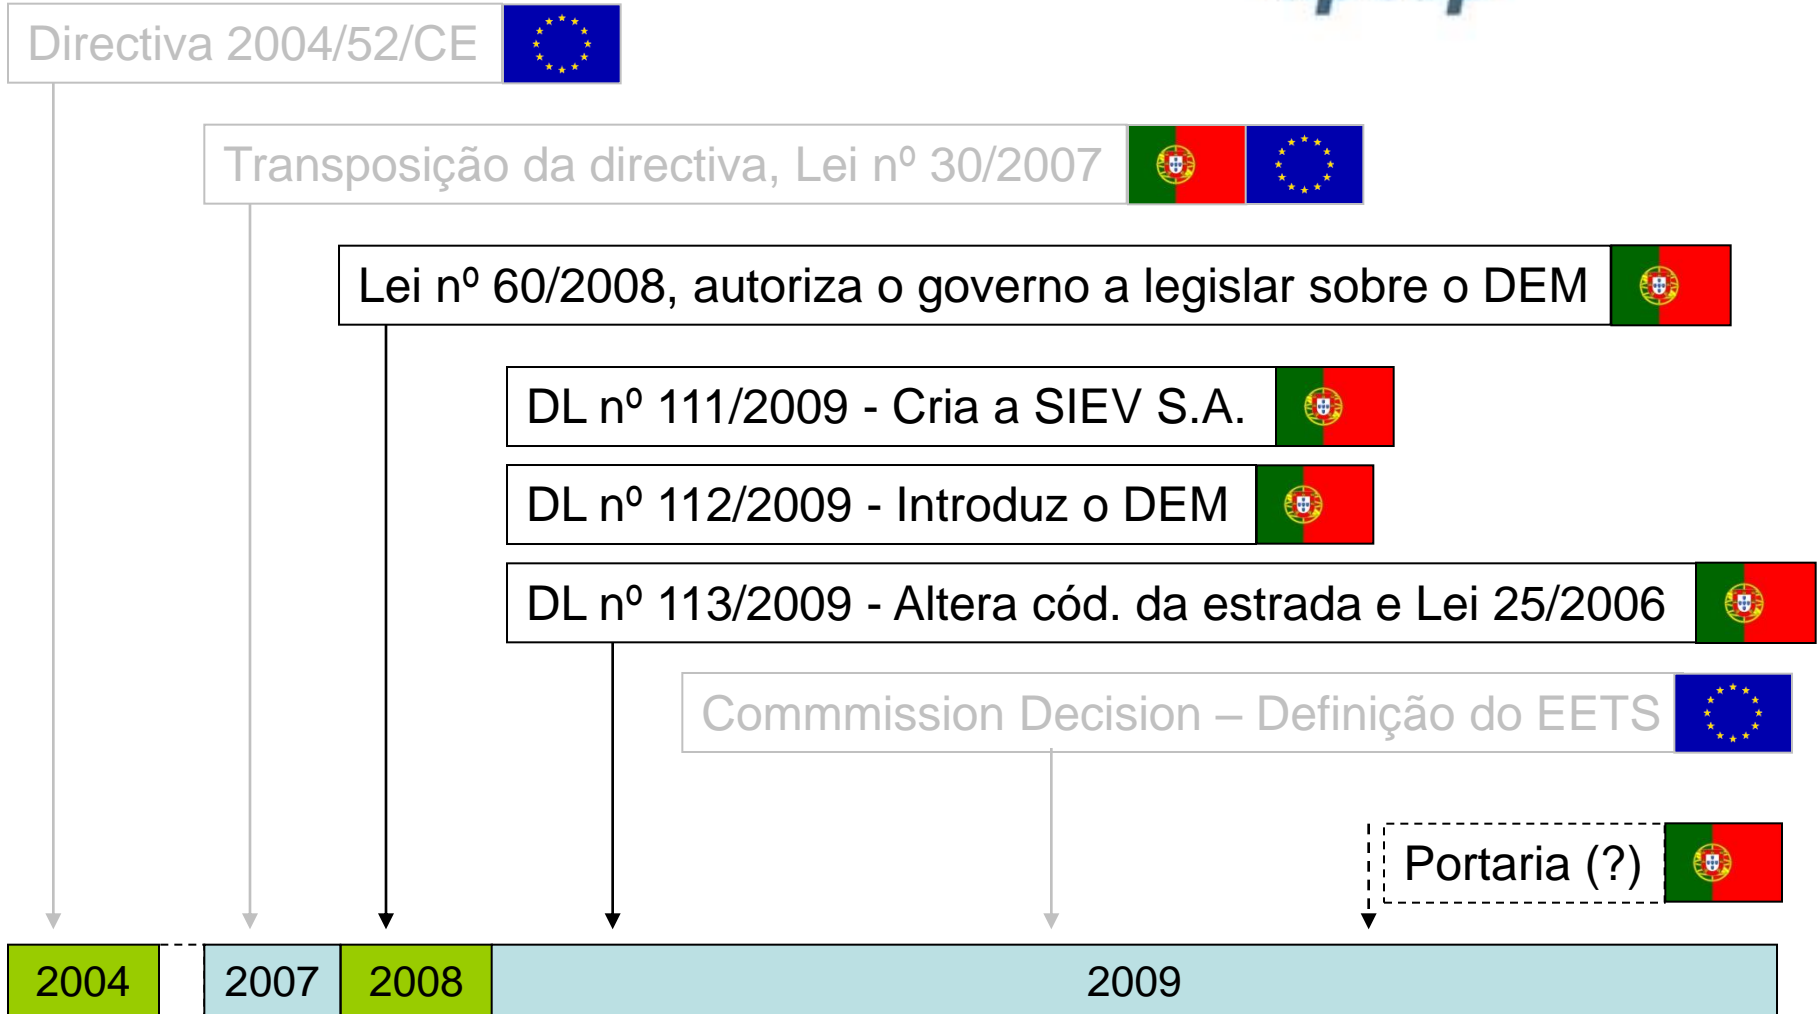 Directiva 2004/52/CE
Transposição da directiva, Lei nº 30/2007
Lei nº 60/2008, autoriza o governo a legislar sobre o DEM
DL nº 111/2009 - Cria a SIEV S.A.
DL nº 112/2009 - Introduz o DEM
DL nº 113/2009 - Altera cód. da estrada e Lei 25/2006
Commmission Decision – Definição do EETS
Portaria (?)
2004
2007
2008
2009